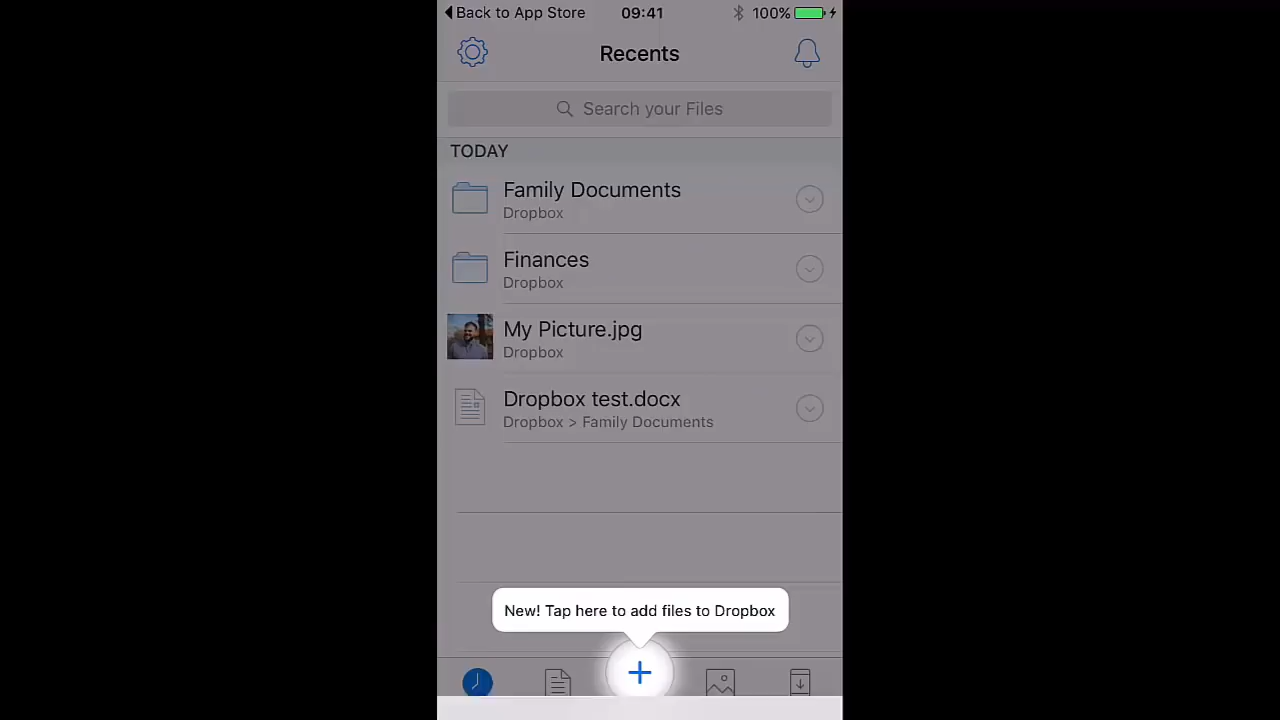 Back to App Store 09:41 100%
Recents
Search your Files
TODAY
Family Documents
Dropbox
Finances
Dropbox
My Picture.jpg
Dropbox
Dropbox test.docx
Dropbox > Family Documents
New! Tap here to add files to Dropbox